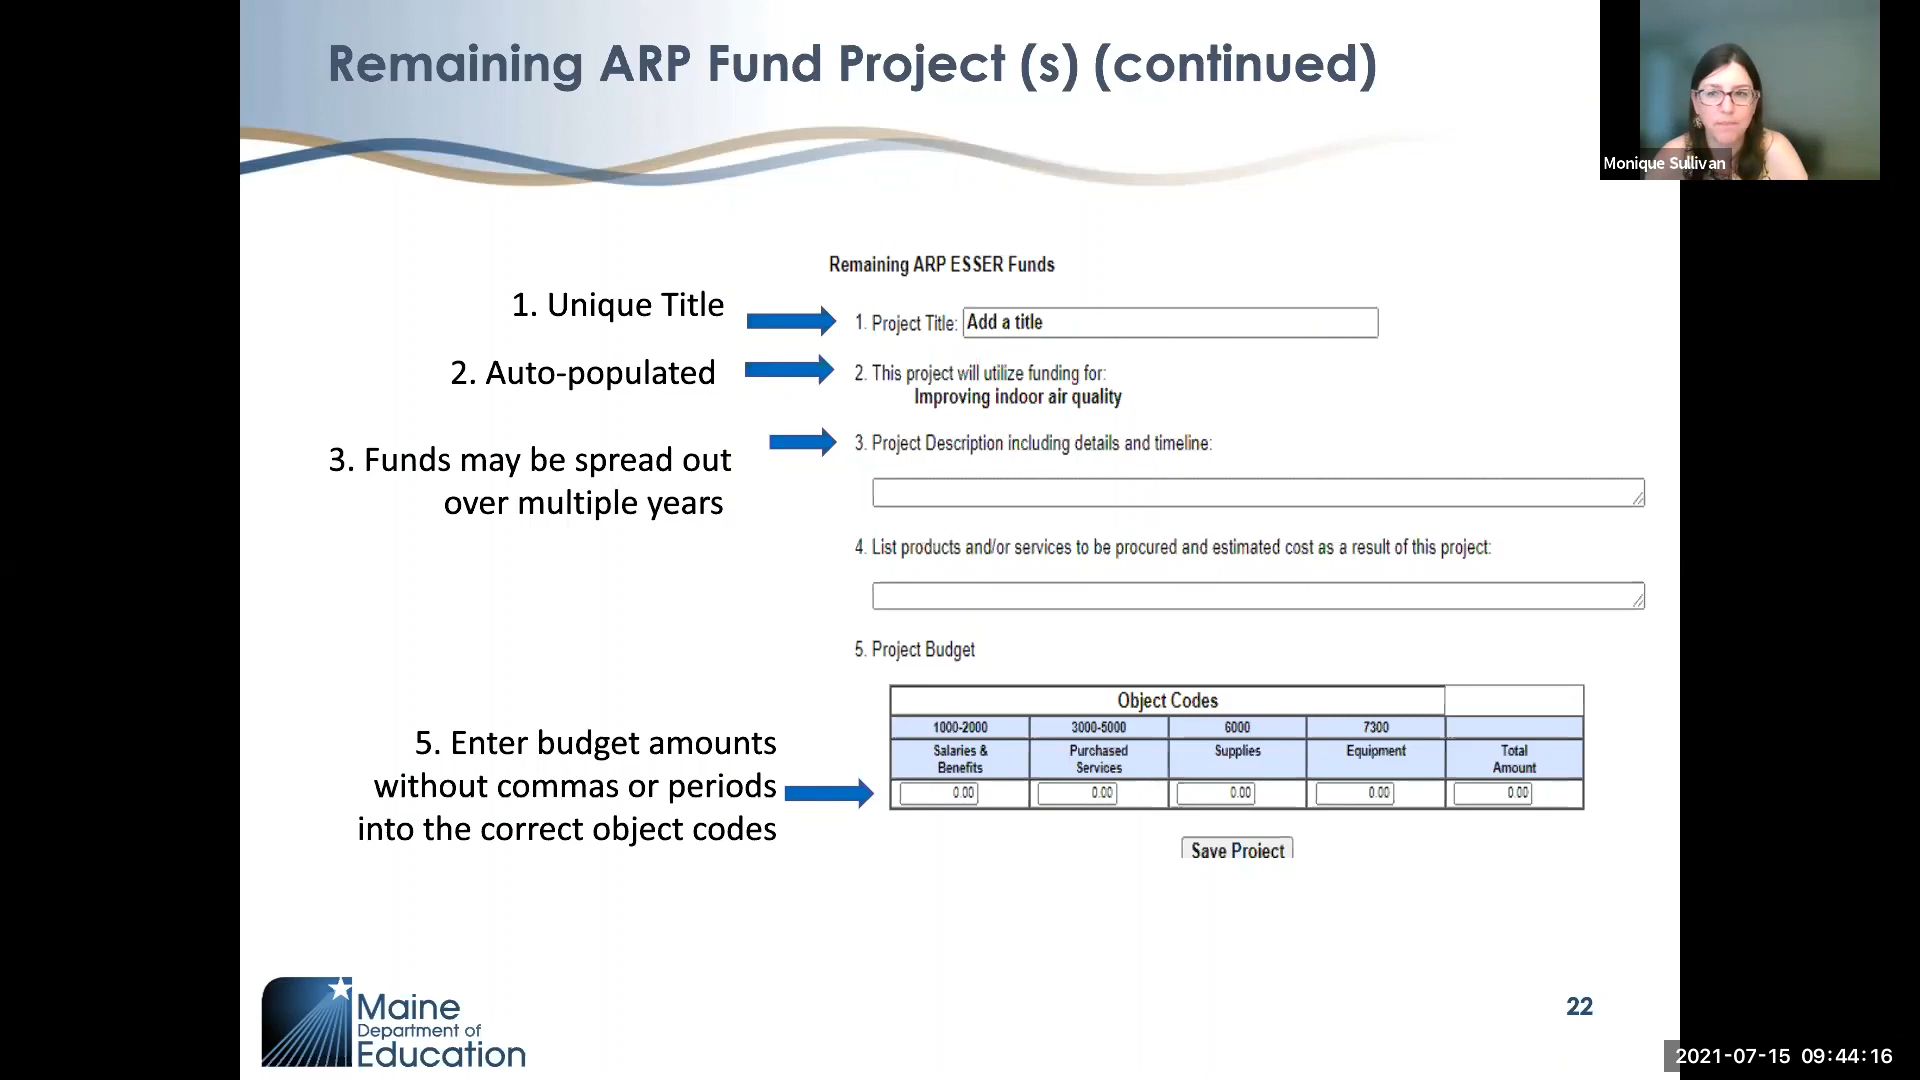 Remaining ARP Fund Project (s) (continued)
Monique Sullivan
Remaining ARP ESSER Funds
1. Unique Title
1. Project Title: Add a title
2. Auto-populated
2. This project will utilize funding for:
Improving indoor air quality
3. Funds may be spread out
over multiple years
3. Project Description including details and timeline:
4. List products and/or services to be procured and estimated cost as a result of this project:
5. Project Budget
5. Enter budget amounts
without commas or periods
into the correct object codes
Object Codes
1000-2000 3000-5000 6000 7300
Salaries & Purchased Supplies Equipment Total
Benefits Services Amount
0.00 0.00 0.00 0.00 0.00
Save Project
Maine
Department of
Education
22
2021-07-15 09:44:16